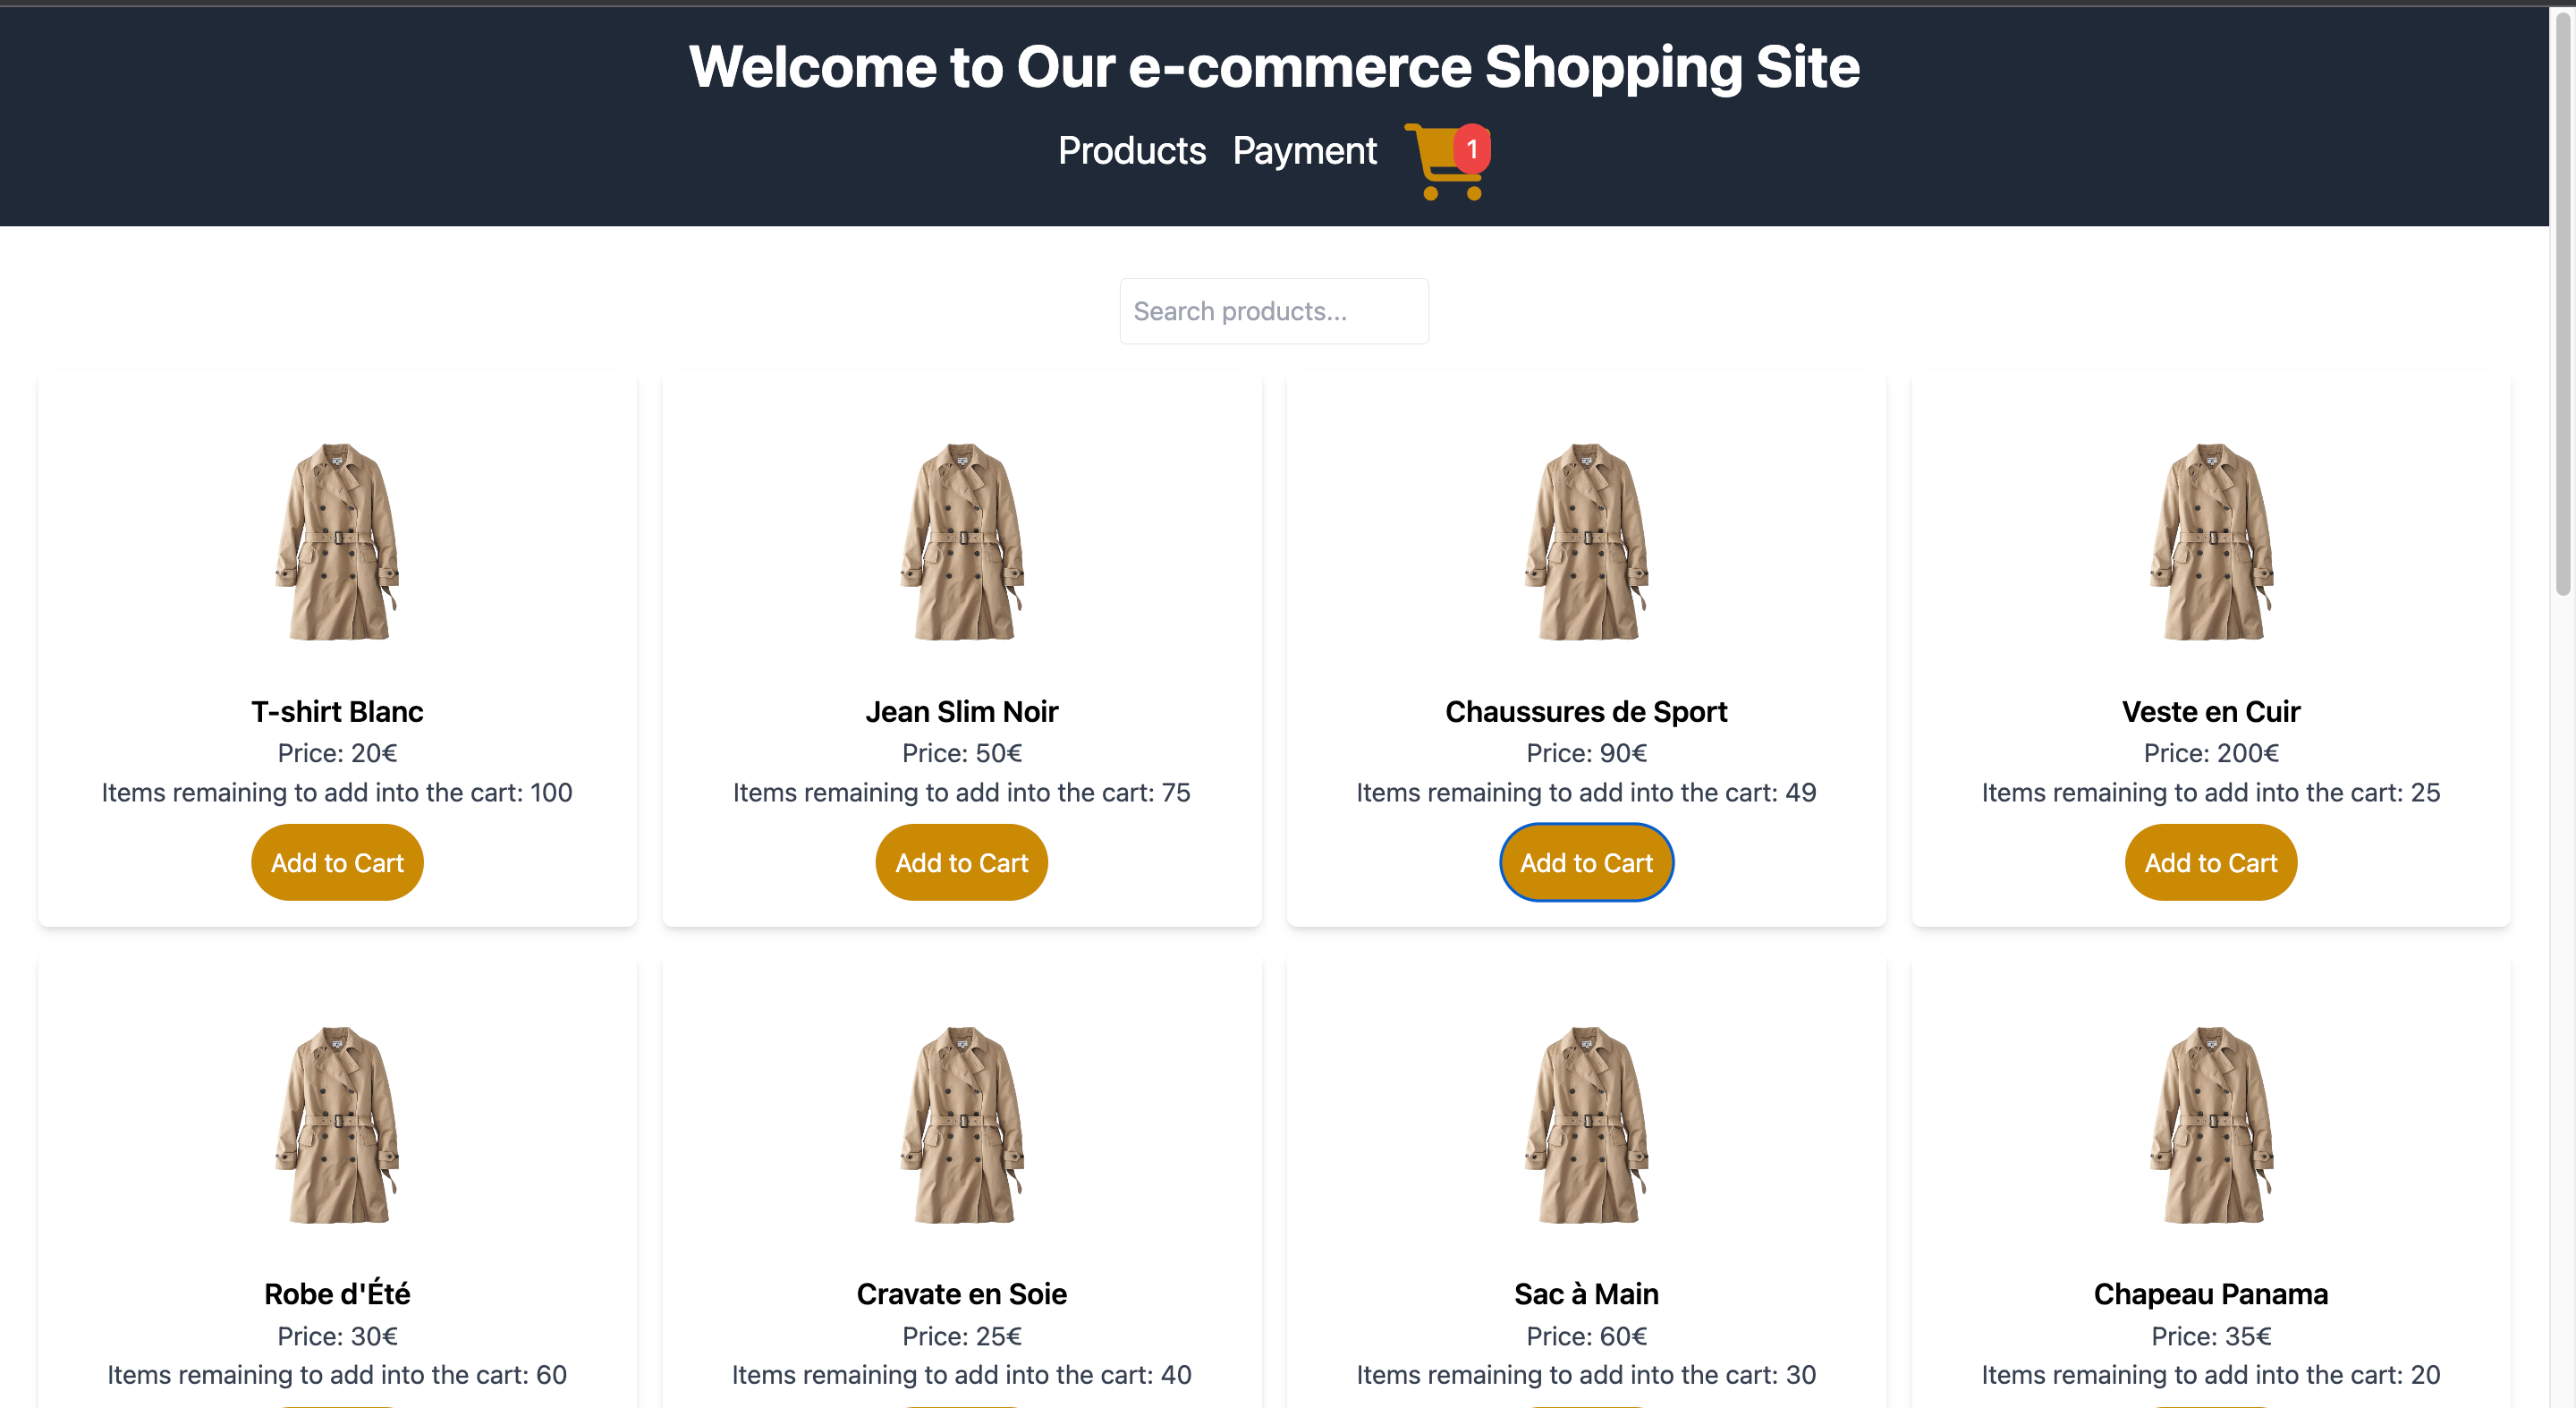 Welcome to Our e-commerce Shopping Site
Products Payment 1
Search products...
T-shirt Blanc
Price: 20€
Items remaining to add into the cart: 100
Add to Cart
Jean Slim Noir
Price: 50€
Items remaining to add into the cart: 75
Add to Cart
Chaussures de Sport
Price: 90€
Items remaining to add into the cart: 49
Add to Cart
Veste en Cuir
Price: 200€
Items remaining to add into the cart: 25
Add to Cart
Robe d'Été
Price: 30€
Items remaining to add into the cart: 60
Cravate en Soie
Price: 25€
Items remaining to add into the cart: 40
Sac à Main
Price: 60€
Items remaining to add into the cart: 30
Chapeau Panama
Price: 35€
Items remaining to add into the cart: 20